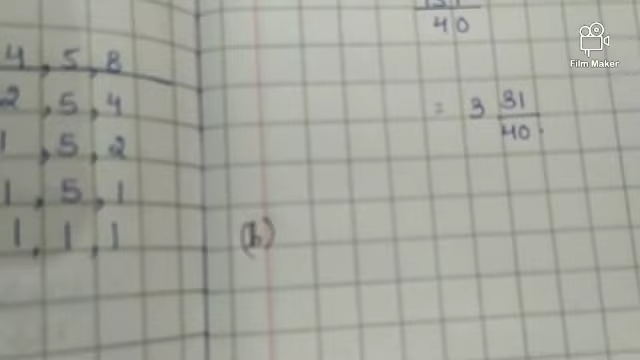 4, 5, 8
2, 5, 4
1, 5, 2
1, 5, 1
1, 1, 1
40
= 3 31/40.
(b)
Film Maker